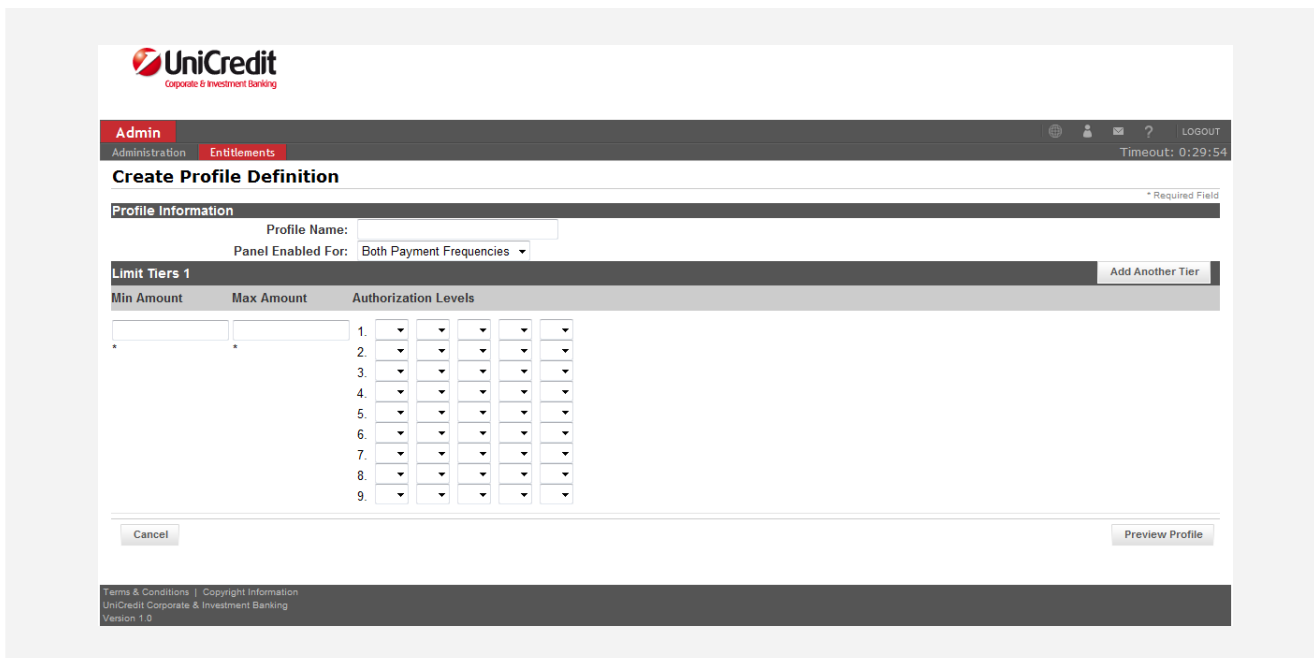 UniCredit
Corporate & Investment Banking
Admin
LOGOUT
Administration Entitlements Timeout: 0:29:54
Create Profile Definition
* Required Field
Profile Information
Profile Name:
Panel Enabled For: Both Payment Frequencies
Limit Tiers 1 Add Another Tier
Min Amount Max Amount Authorization Levels
1.
* * 2.
3.
4.
5.
6.
7.
8.
9.
Cancel Preview Profile
Terms & Conditions | Copyright Information
UniCredit Corporate & Investment Banking
Version 1.0